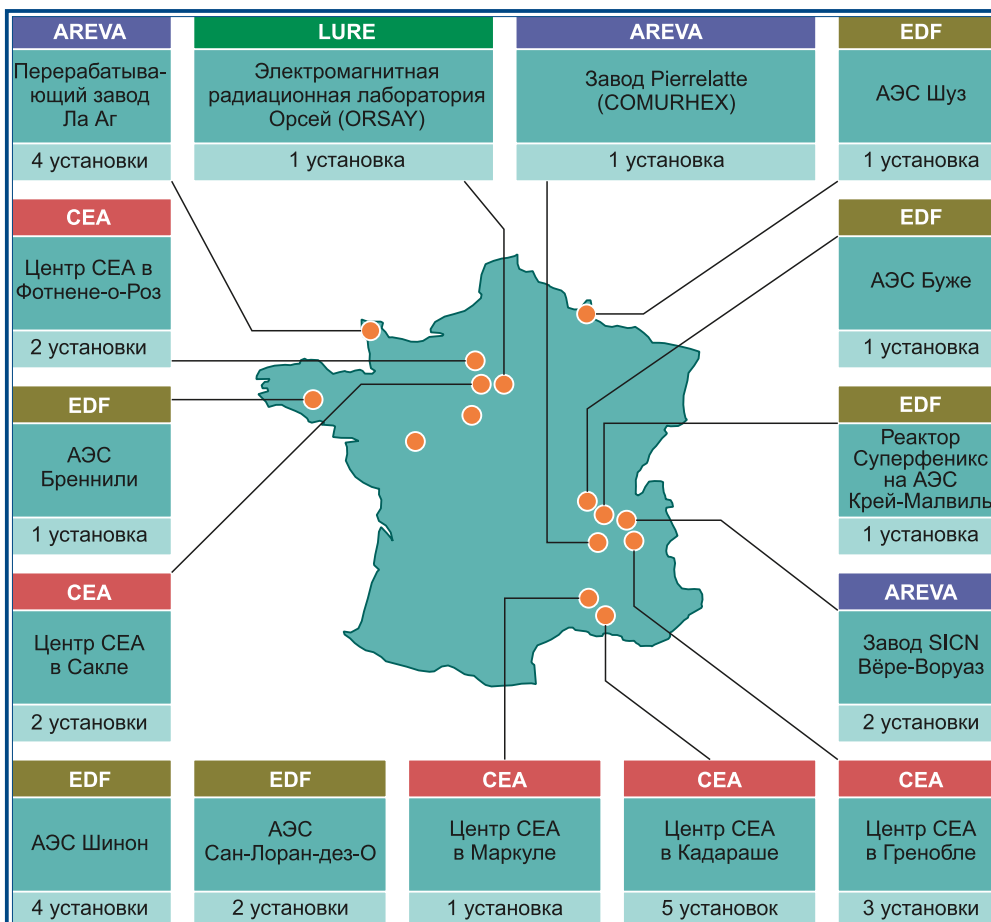 AREVA
Перерабатыва-
ющий завод
Ла Аг
4 установки
LURE
Электромагнитная
радиационная лаборатория
Орсей (ORSAY)
1 установка
AREVA
Завод Pierrelatte
(COMURHEX)
1 установка
EDF
АЭС Шуз
1 установка
CEA
Центр CEA в
Фотнене-о-Роз
2 установки
EDF
АЭС Буже
1 установка
EDF
АЭС
Бреннили
1 установка
EDF
Реактор
Суперфеникс
на АЭС
Крей-Малвиль
1 установка
CEA
Центр CEA
в Сакле
2 установки
AREVA
Завод SICN
Вёре-Воруаз
2 установки
EDF
АЭС Шинон
4 установки
EDF
АЭС
Сан-Лоран-дез-О
2 установки
CEA
Центр CEA
в Маркуле
1 установка
CEA
Центр CEA
в Кадараше
5 установок
CEA
Центр CEA
в Гренобле
3 установки